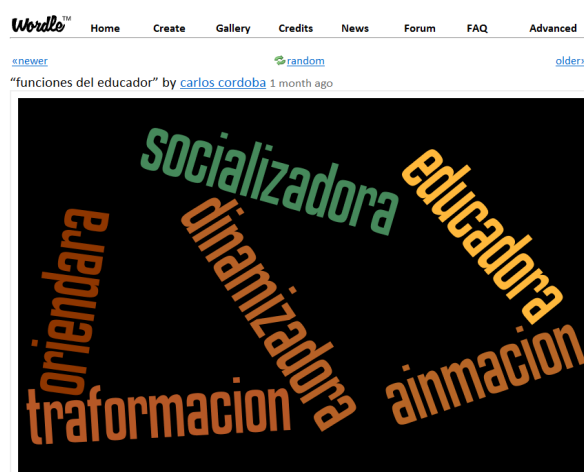 Wordle™ Home Create Gallery Credits News Forum FAQ Advanced
«newer random older»
“funciones del educador” by carlos cordoba 1 month ago
socializadora
educadora
dinamizadora
oriendara
ainmacion
traformacion